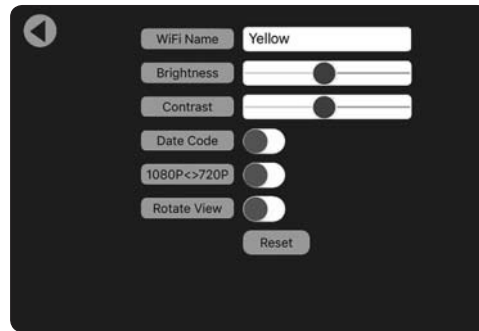 WiFi Name Yellow
Brightness
Contrast
Date Code
1080P<>720P
Rotate View
Reset